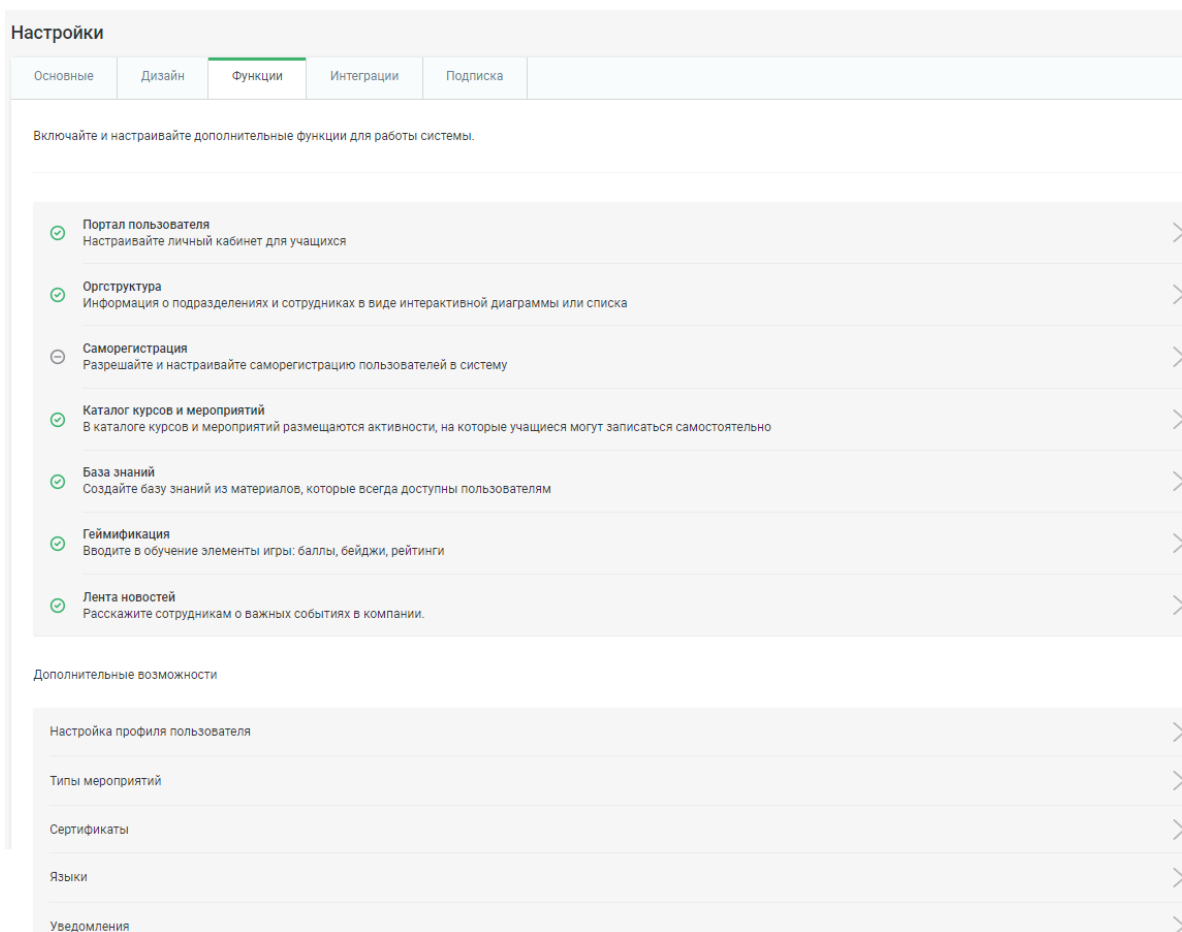 Настройки
Основные Дизайн Функции Интеграции Подписка
Включайте и настраивайте дополнительные функции для работы системы.
Портал пользователя
Настраивайте личный кабинет для учащихся
Оргструктура
Информация о подразделениях и сотрудниках в виде интерактивной диаграммы или списка
Саморегистрация
Разрешайте и настраивайте саморегистрацию пользователей в систему
Каталог курсов и мероприятий
В каталоге курсов и мероприятий размещаются активности, на которые учащиеся могут записаться самостоятельно
База знаний
Создайте базу знаний из материалов, которые всегда доступны пользователям
Геймификация
Вводите в обучение элементы игры: баллы, бейджи, рейтинги
Лента новостей
Расскажите сотрудникам о важных событиях в компании.
Дополнительные возможности
Настройка профиля пользователя
Типы мероприятий
Сертификаты
Языки
Уведомления